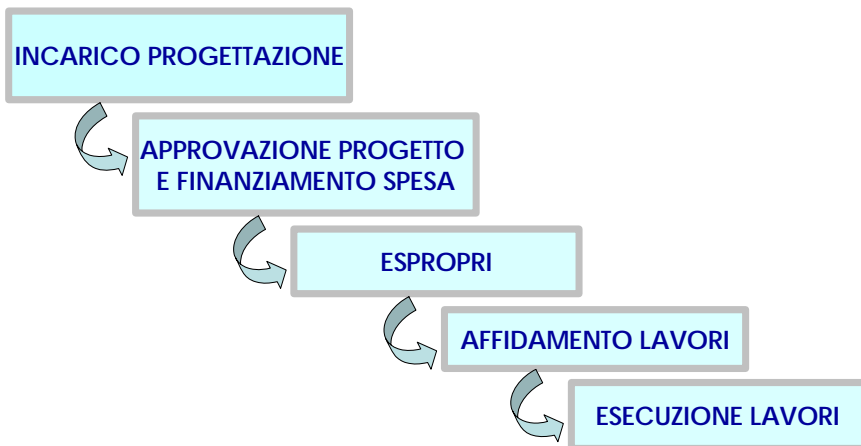 INCARICO PROGETTAZIONE
APPROVAZIONE PROGETTO
E FINANZIAMENTO SPESA
ESPROPRI
AFFIDAMENTO LAVORI
ESECUZIONE LAVORI